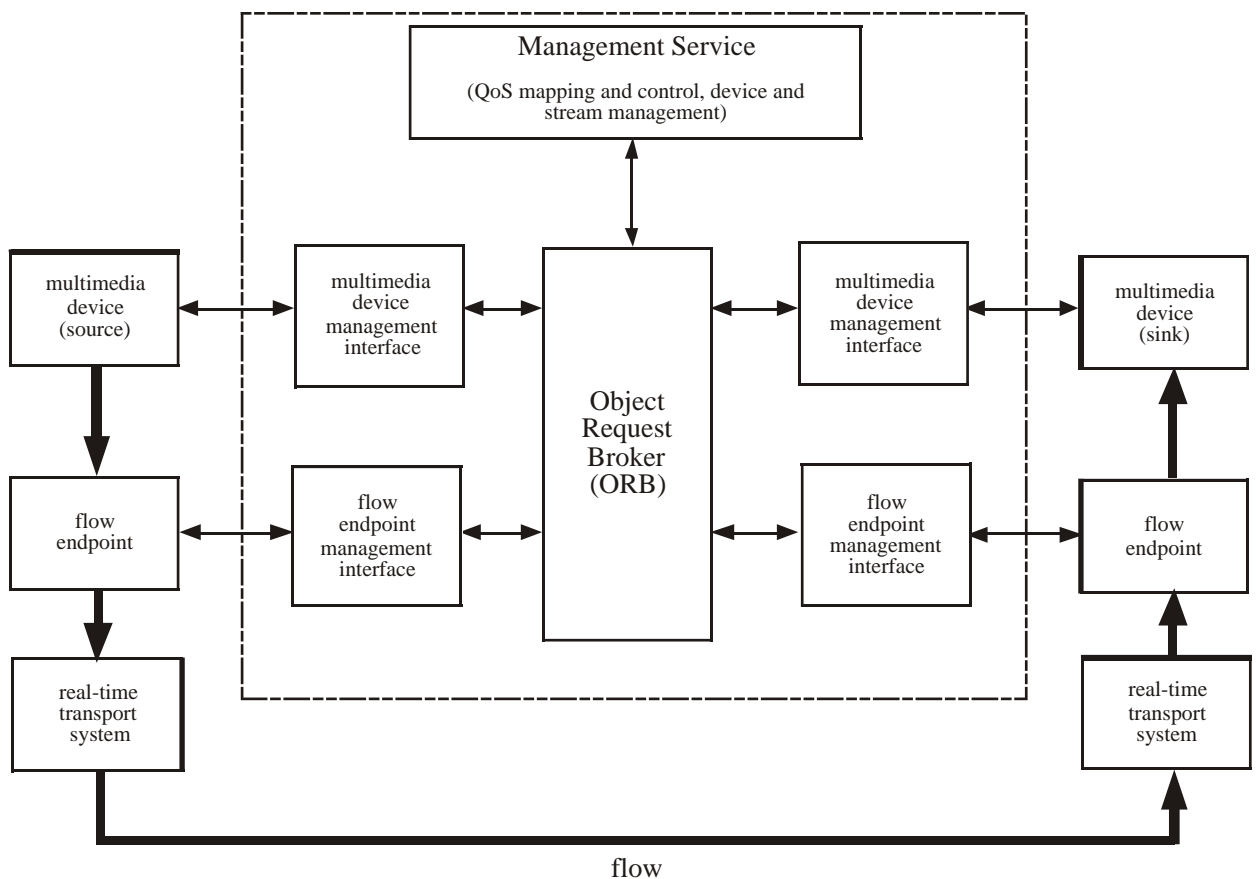 Management Service
(QoS mapping and control, device and
stream management)
multimedia
device
(source)
multimedia
device
management
interface
Object
Request
Broker
(ORB)
multimedia
device
management
interface
multimedia
device
(sink)
flow
endpoint
flow
endpoint
management
interface
flow
endpoint
management
interface
flow
endpoint
real-time
transport
system
real-time
transport
system
flow